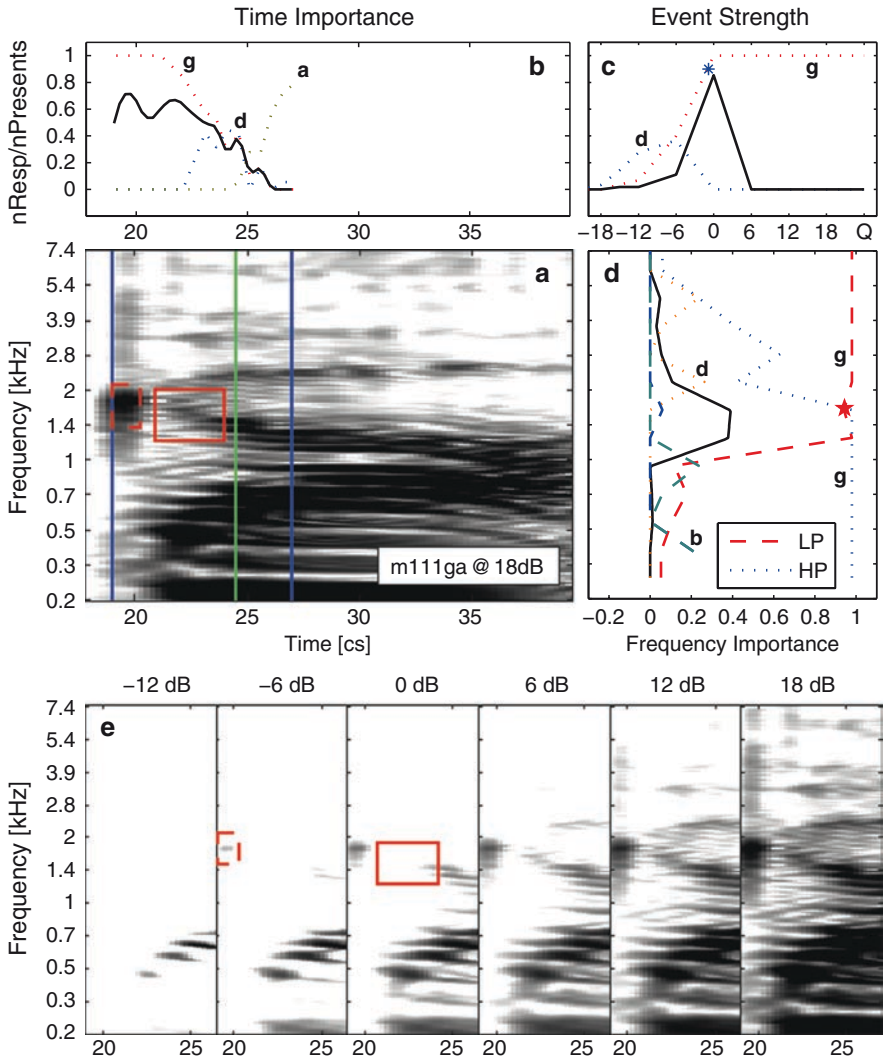 Time Importance
Event Strength
nResp/nPresents
1
0.8
0.6
0.4
0.2
0
g
d
b
a
20
25
30
35
c
g
d
−18 −12 −6 0 6 12 18 Q
Frequency [kHz]
7.4
5.4
3.9
2.8
2
1.4
1
0.7
0.5
0.3
0.2
a
m111ga @ 18dB
20
25
30
35
Time [cs]
d
g
d
g
b
LP
HP
−0.2 0 0.2 0.4 0.6 0.8 1
Frequency Importance
−12 dB
−6 dB
0 dB
6 dB
12 dB
18 dB
e
Frequency [kHz]
7.4
5.4
3.9
2.8
2
1.4
1
0.7
0.5
0.3
0.2
20 25 20 25 20 25 20 25 20 25 20 25